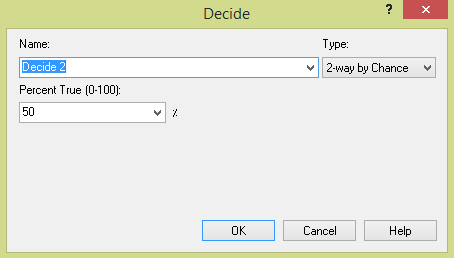 Decide
?
Name: Type:
Decide 2 2-way by Chance
Percent True (0-100):
50 %
OK Cancel Help